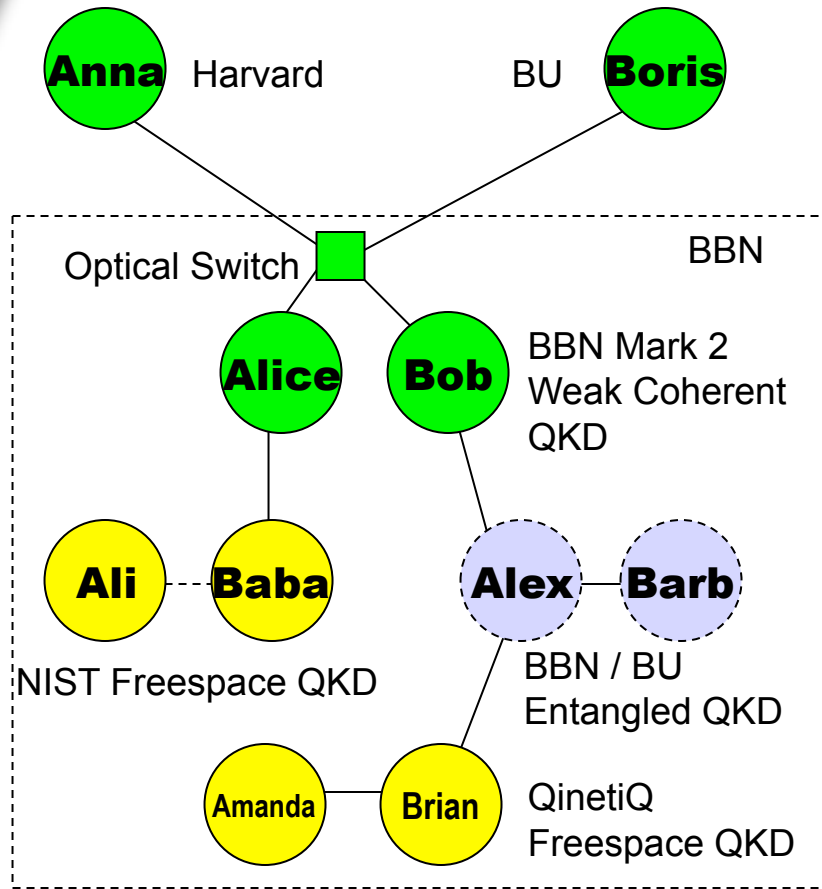 Anna
Harvard
BU
Boris
Optical Switch
BBN
Alice
Bob
BBN Mark 2
Weak Coherent
QKD
Ali
Baba
Alex
Barb
NIST Freespace QKD
BBN / BU
Entangled QKD
Amanda
Brian
QinetiQ
Freespace QKD